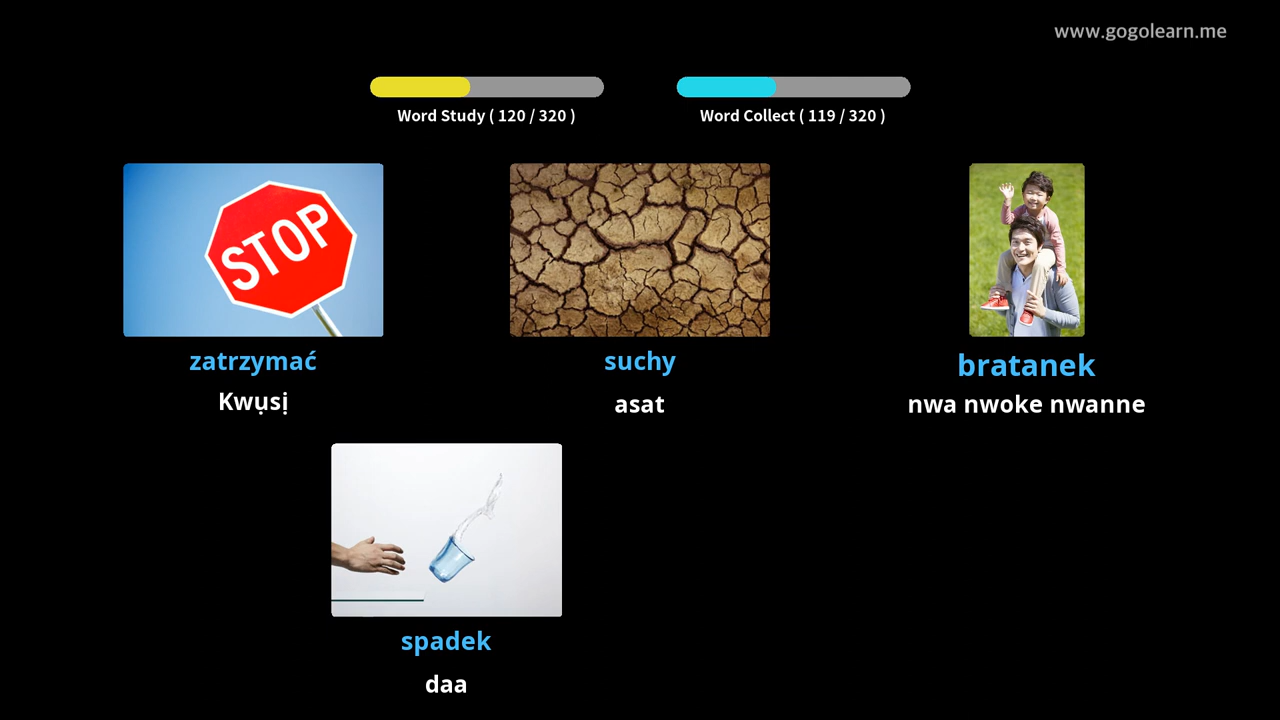 www.gogolearn.me
Word Study ( 120 / 320 )
Word Collect ( 119 / 320 )
STOP
zatrzymać
Kwụsị
suchy
asat
bratanek
nwa nwoke nwanne
spadek
daa